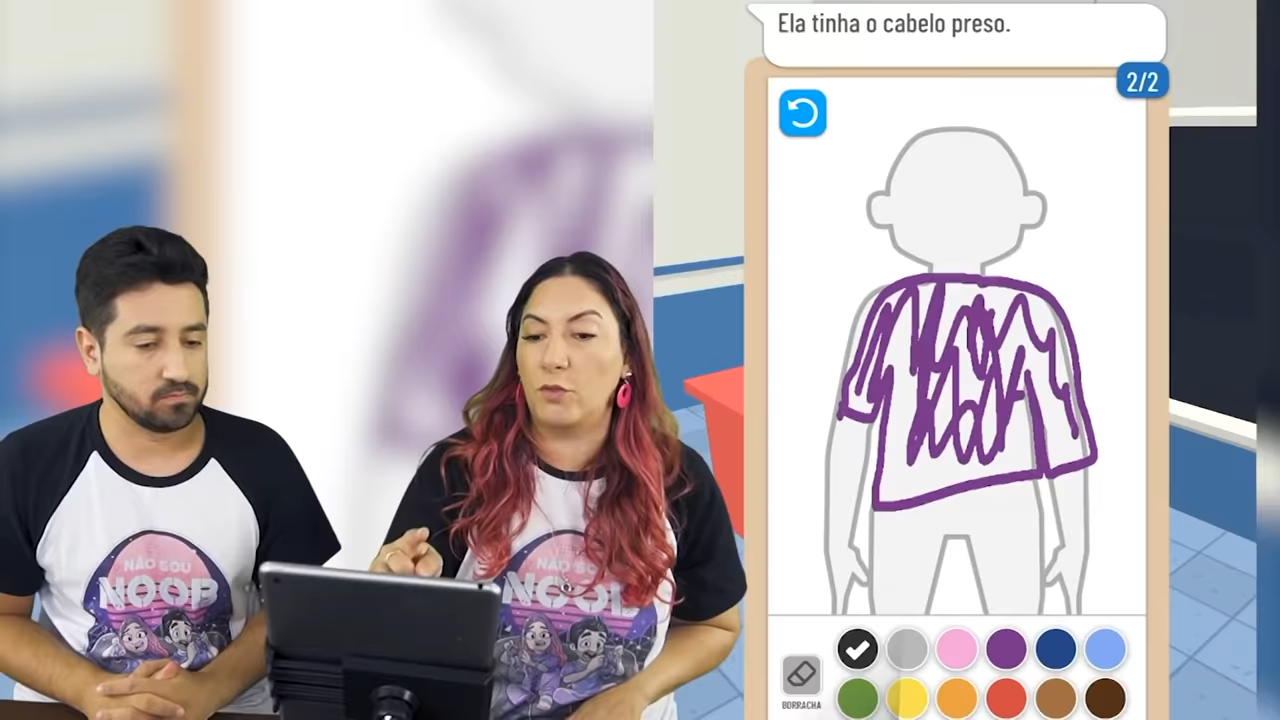 Ela tinha o cabelo preso.
2/2
NÃO SOU
NOOB
NÃO SOU
NOOB
BORRACHA